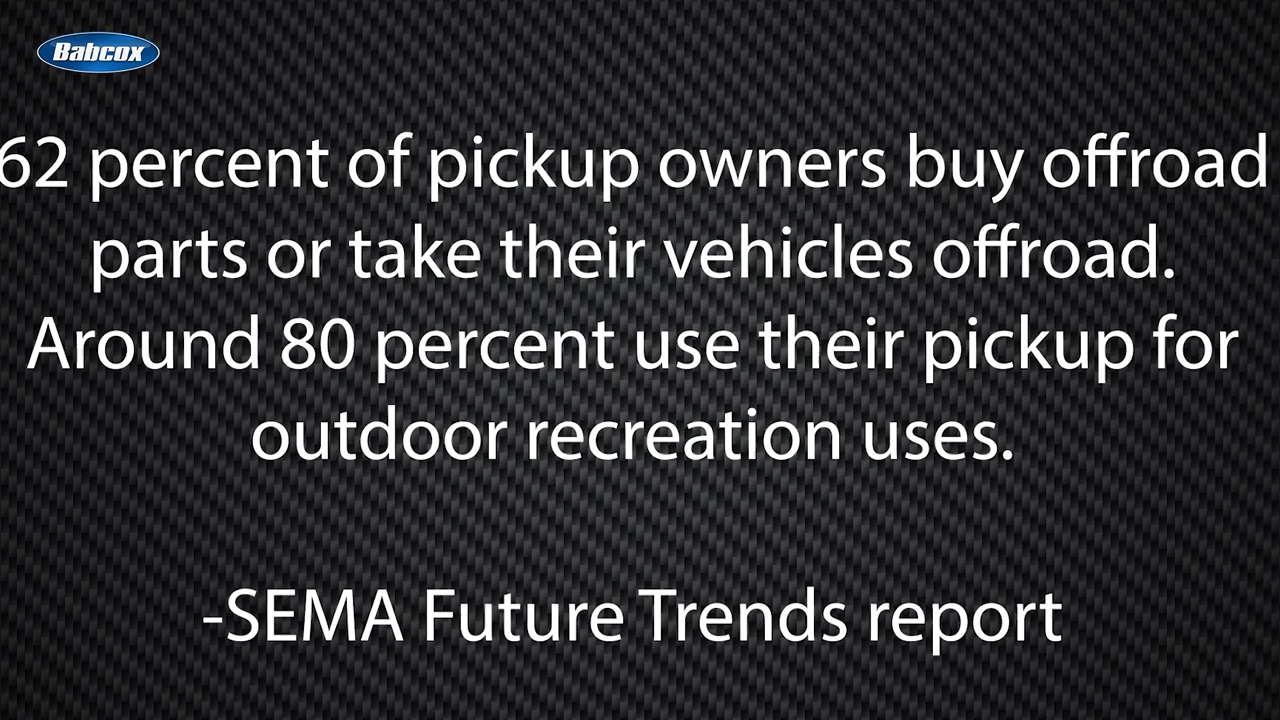 Babcox
62 percent of pickup owners buy offroad
parts or take their vehicles offroad.
Around 80 percent use their pickup for
outdoor recreation uses.
-SEMA Future Trends report